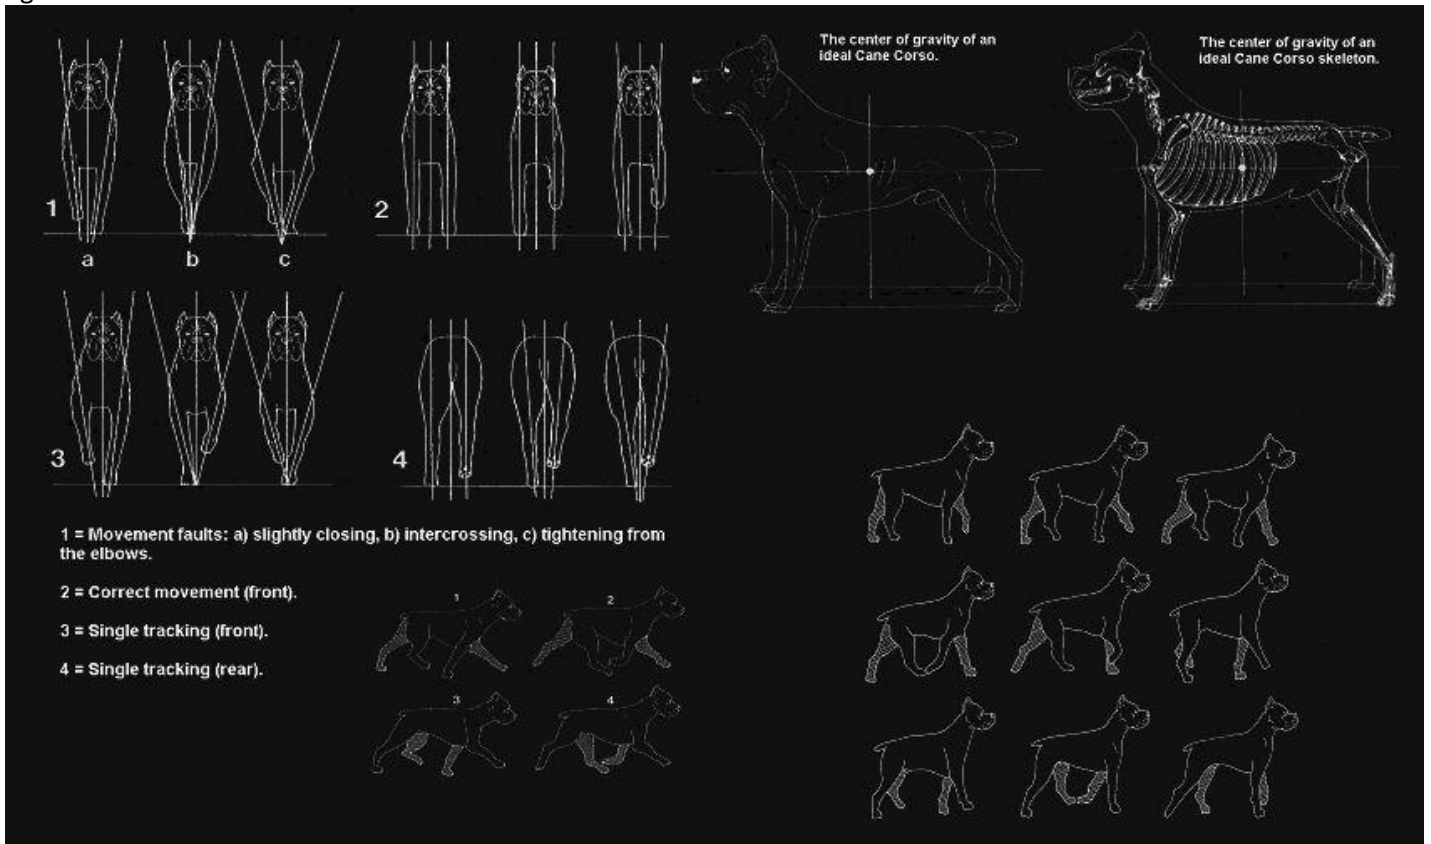 The center of gravity of an
ideal Cane Corso.
The center of gravity of an
ideal Cane Corso skeleton.
1
a
b
c
2
3
4
1 = Movement faults: a) slightly closing, b) intercrossing, c) tightening from
the elbows.
2 = Correct movement (front).
3 = Single tracking (front).
4 = Single tracking (rear).
1
2
3
4